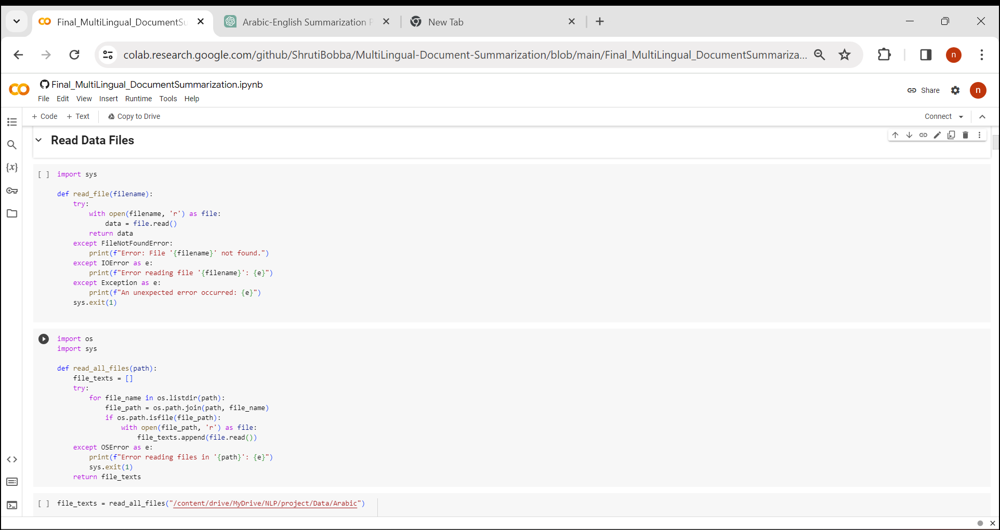 Final_MultiLingual_DocumentSu
Arabic-English Summarization P
New Tab
colab.research.google.com/github/ShrutiBobba/MultiLingual-Document-Summarization/blob/main/Final_MultiLingual_DocumentSummariza...
n
Final_MultiLingual_DocumentSummarization.ipynb
File Edit View Insert Runtime Tools Help
Share
n
+ Code + Text Copy to Drive
Connect
Read Data Files
{x}
[ ] import sys
def read_file(filename):
    try:
        with open(filename, 'r') as file:
            data = file.read()
        return data
    except FileNotFoundError:
        print(f"Error: File '{filename}' not found.")
    except IOError as e:
        print(f"Error reading file '{filename}': {e}")
    except Exception as e:
        print(f"An unexpected error occurred: {e}")
    sys.exit(1)
import os
import sys
def read_all_files(path):
    file_texts = []
    try:
        for file_name in os.listdir(path):
            file_path = os.path.join(path, file_name)
            if os.path.isfile(file_path):
                with open(file_path, 'r') as file:
                    file_texts.append(file.read())
    except OSError as e:
        print(f"Error reading files in '{path}': {e}")
        sys.exit(1)
    return file_texts
[ ] file_texts = read_all_files("/content/drive/MyDrive/NLP/project/Data/Arabic")